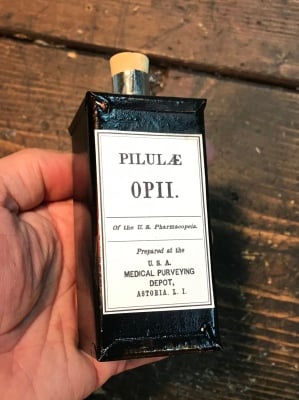 PILULÆ
OPII.
Of the U. S. Pharmacopœia.
Prepared at the
U. S. A.
MEDICAL PURVEYING
DEPOT,
ASTORIA, L. I.